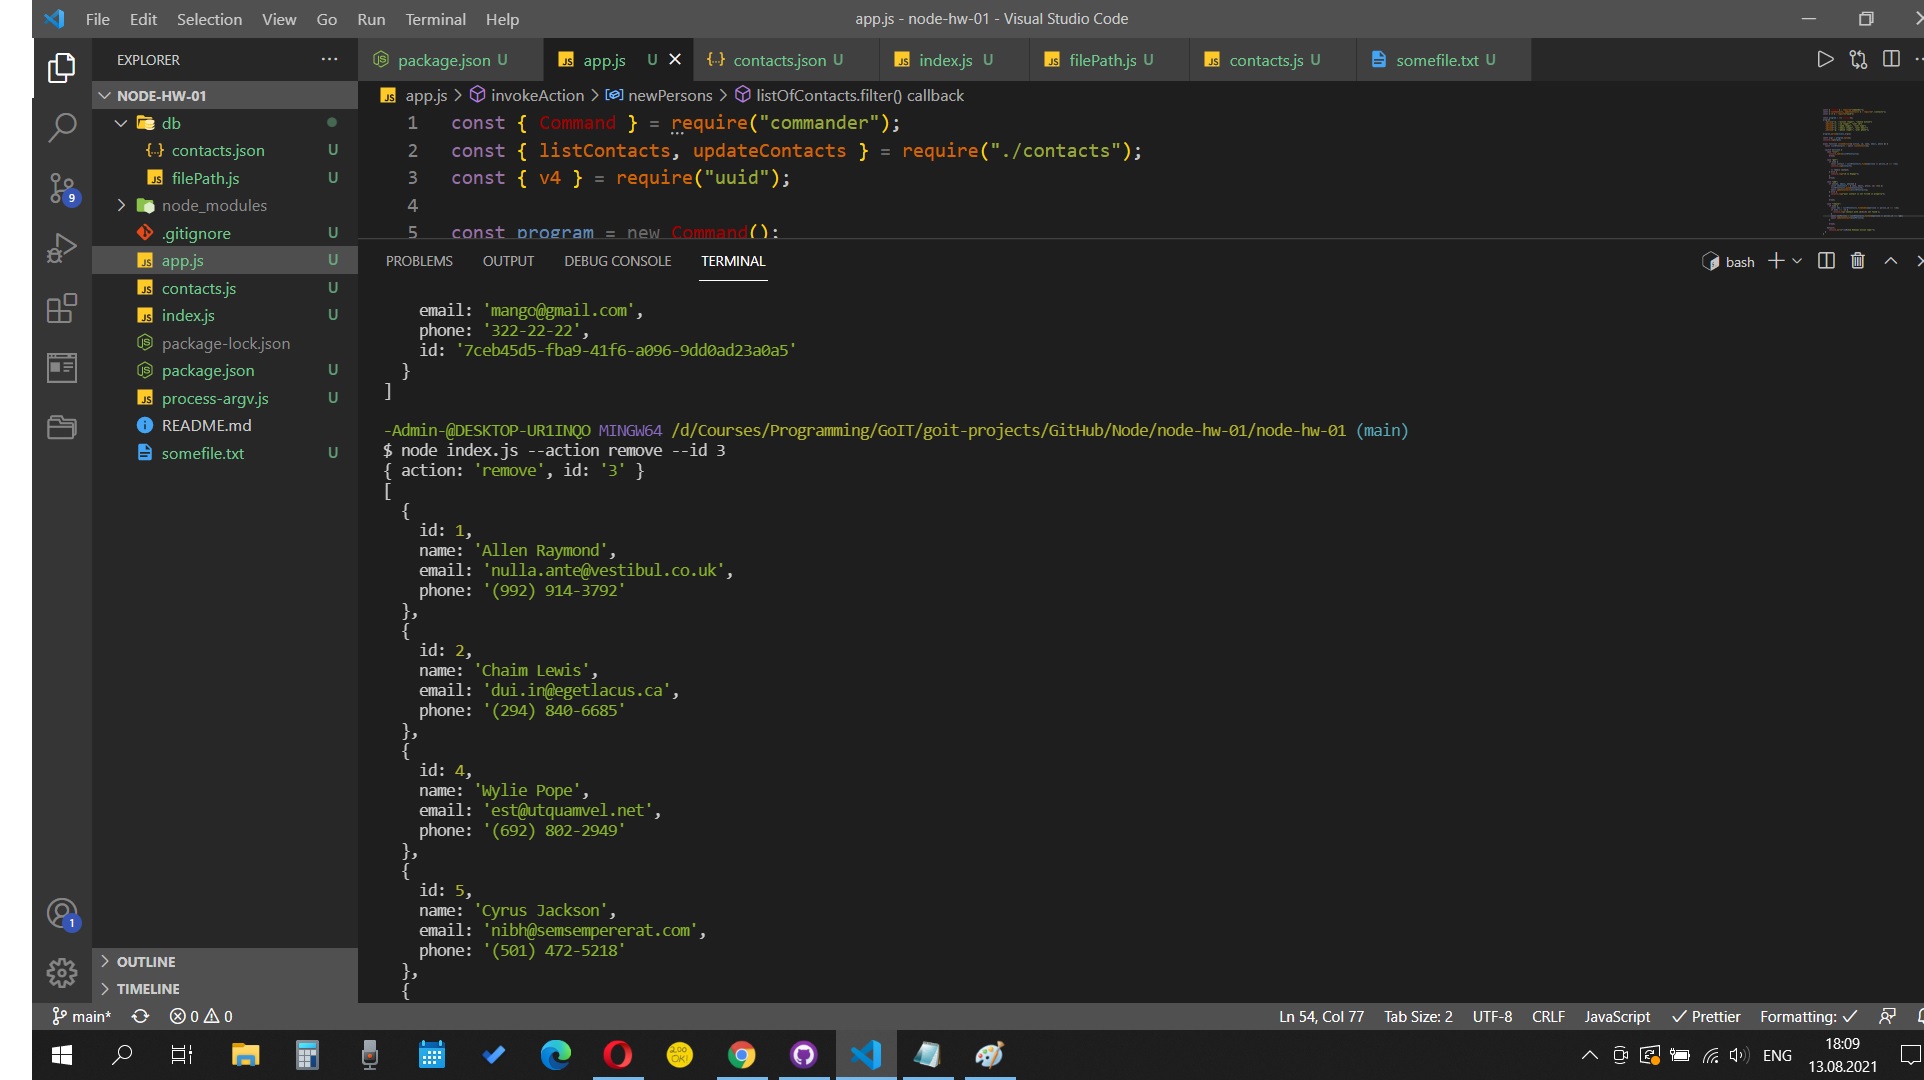 File Edit Selection View Go Run Terminal Help
app.js - node-hw-01 - Visual Studio Code
EXPLORER
package.json U
app.js U
contacts.json U
index.js U
filePath.js U
contacts.js U
somefile.txt U
NODE-HW-01
db
contacts.json U
filePath.js U
node_modules
.gitignore U
app.js U
contacts.js U
index.js U
package-lock.json
package.json U
process-argv.js U
README.md
somefile.txt U
OUTLINE
TIMELINE
9
1
app.js > invokeAction > newPersons > listOfContacts.filter() callback
1 const { Command } = require("commander");
2 const { listContacts, updateContacts } = require("./contacts");
3 const { v4 } = require("uuid");
4
5 const program = new Command();
PROBLEMS OUTPUT DEBUG CONSOLE TERMINAL
bash
email: 'mango@gmail.com',
phone: '322-22-22',
id: '7ceb45d5-fba9-41f6-a096-9dd0ad23a0a5'
}
]
-Admin-@DESKTOP-UR1INQO MINGW64 /d/Courses/Programming/GoIT/goit-projects/GitHub/Node/node-hw-01/node-hw-01 (main)
$ node index.js --action remove --id 3
{ action: 'remove', id: '3' }
[
{
id: 1,
name: 'Allen Raymond',
email: 'nulla.ante@vestibul.co.uk',
phone: '(992) 914-3792'
},
{
id: 2,
name: 'Chaim Lewis',
email: 'dui.in@egetlacus.ca',
phone: '(294) 840-6685'
},
{
id: 4,
name: 'Wylie Pope',
email: 'est@utquamvel.net',
phone: '(692) 802-2949'
},
{
id: 5,
name: 'Cyrus Jackson',
email: 'nibh@semsempererat.com',
phone: '(501) 472-5218'
},
{
main* 0 0
Ln 54, Col 77 Tab Size: 2 UTF-8 CRLF JavaScript Prettier Formatting:
ENG
18:09
13.08.2021